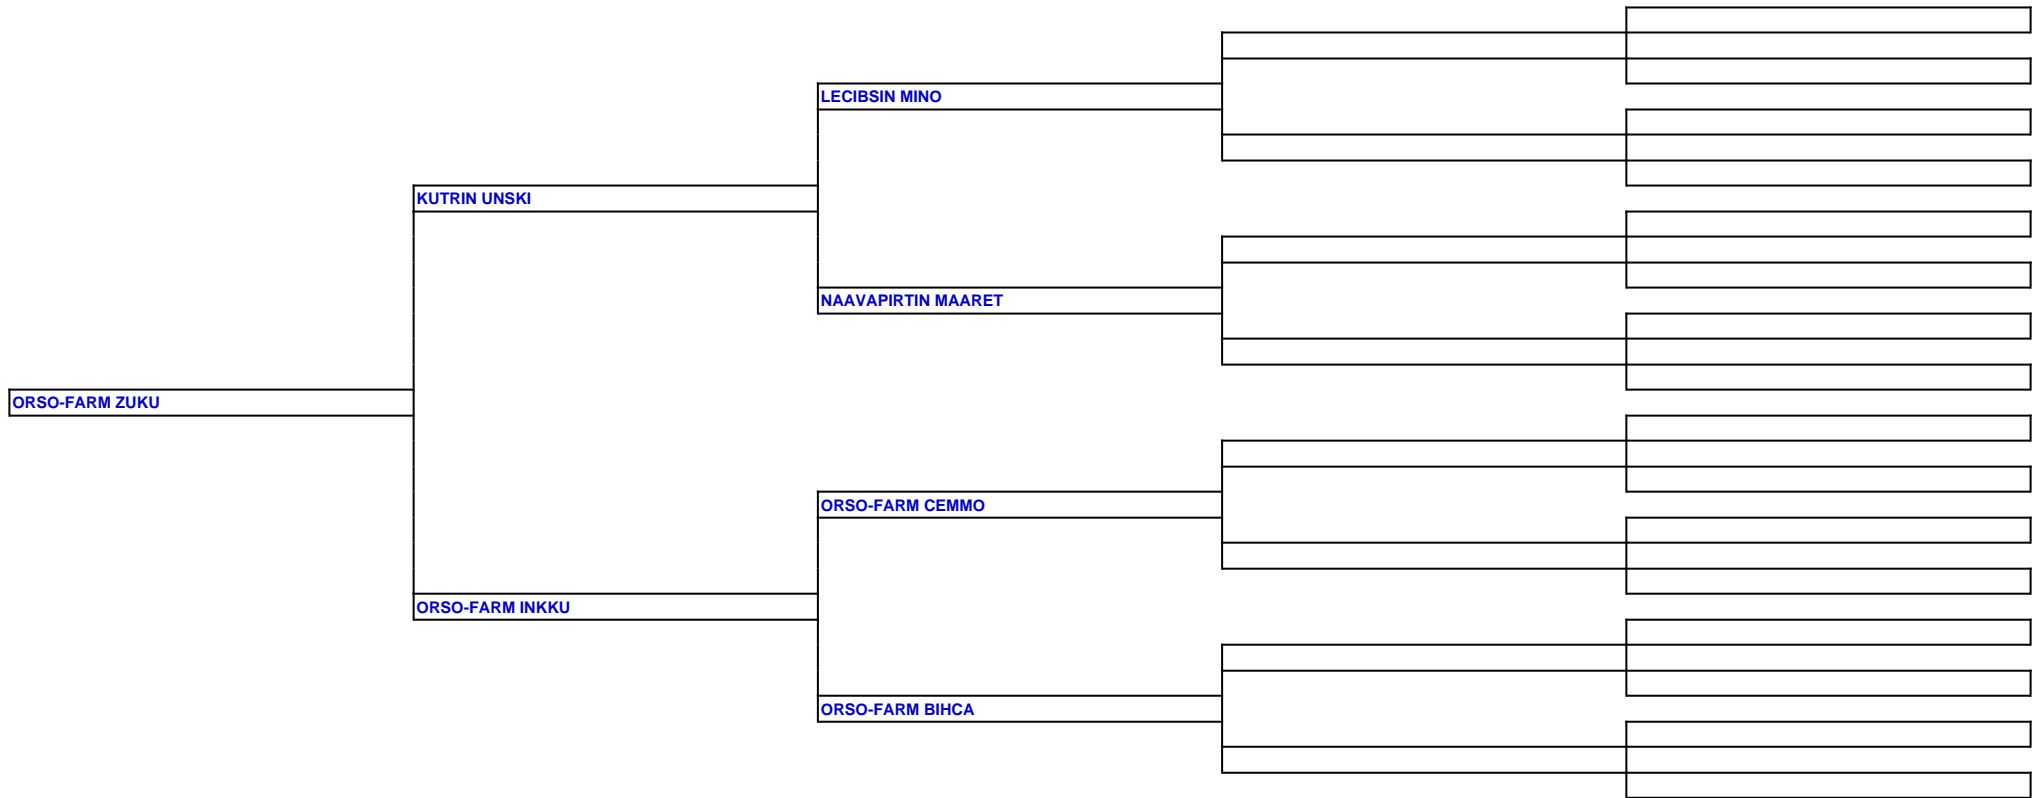 LECIBSIN MINO
KUTRIN UNSKI
NAAVAPIRTIN MAARET
ORSO-FARM ZUKU
ORSO-FARM CEMMO
ORSO-FARM INKKU
ORSO-FARM BIHCA